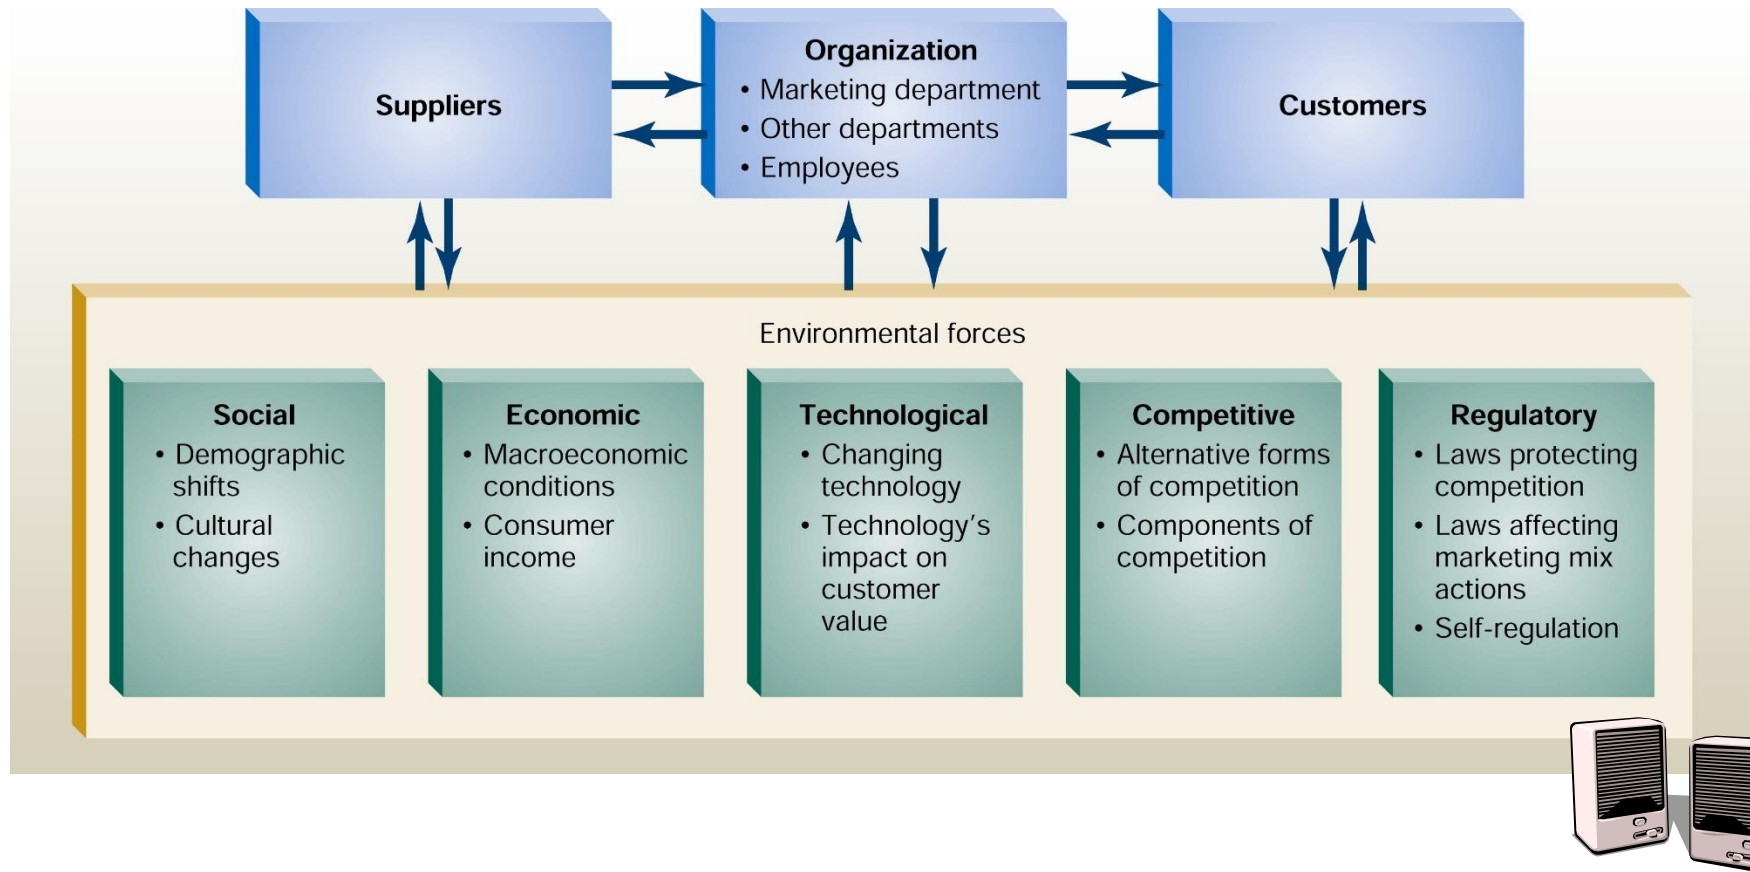 Suppliers
Organization
• Marketing department
• Other departments
• Employees
Customers
Environmental forces
Social
• Demographic
shifts
• Cultural
changes
Economic
• Macroeconomic
conditions
• Consumer
income
Technological
• Changing
technology
• Technology’s
impact on
customer
value
Competitive
• Alternative forms
of competition
• Components of
competition
Regulatory
• Laws protecting
competition
• Laws affecting
marketing mix
actions
• Self-regulation